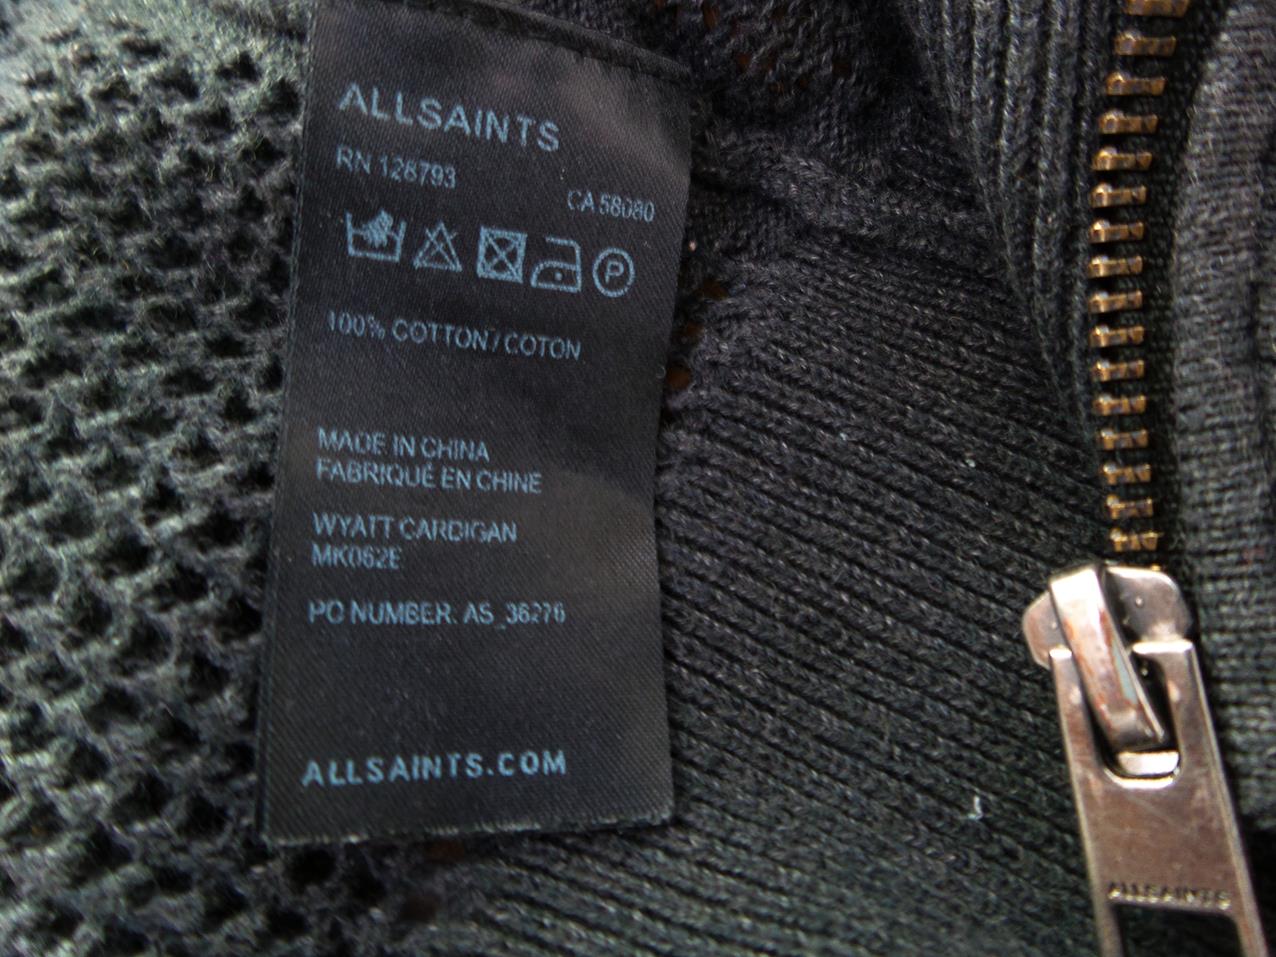 ALLSAINTS
RN 128793
CA 58080
P
100% COTTON / COTON
MADE IN CHINA
FABRIQUÉ EN CHINE
WYATT CARDIGAN
MK062E
PO NUMBER: AS_36276
ALLSAINTS.COM
ALLSAINTS